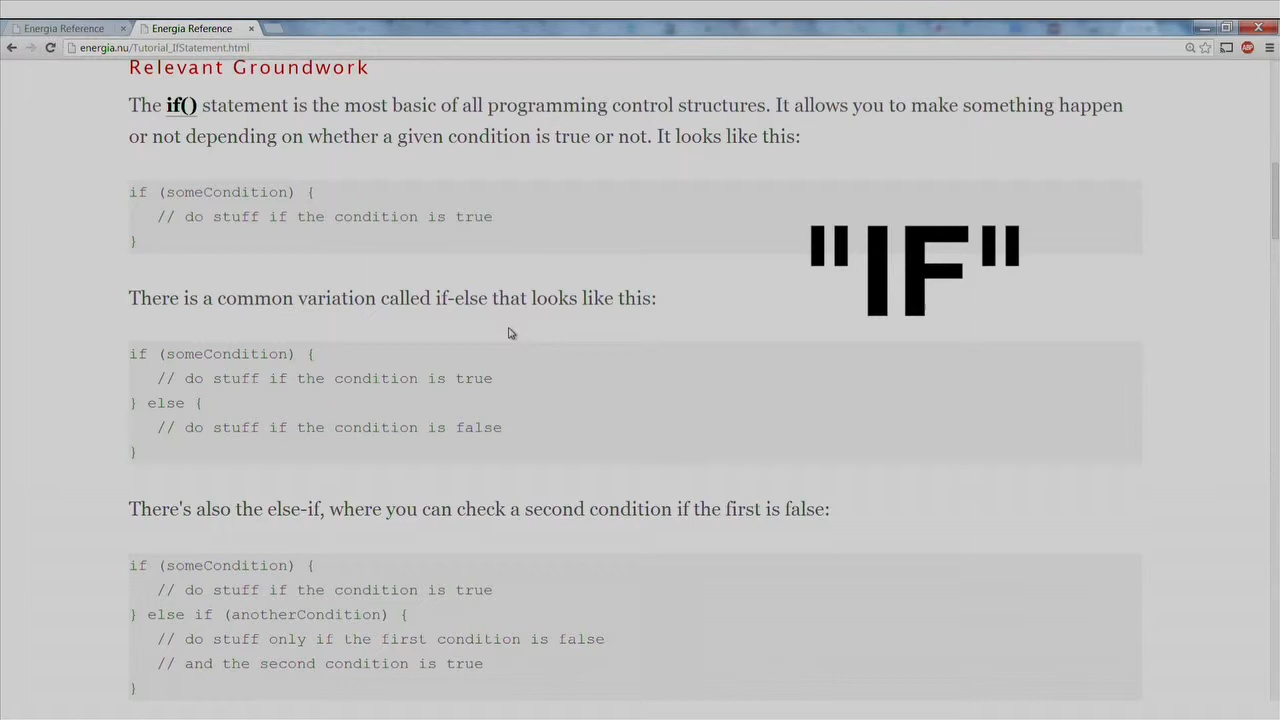 Energia Reference
Energia Reference
energia.nu/Tutorial_IfStatement.html
ABP
Relevant Groundwork
The if() statement is the most basic of all programming control structures. It allows you to make something happen
or not depending on whether a given condition is true or not. It looks like this:
if (someCondition) {
// do stuff if the condition is true
}
"IF"
There is a common variation called if-else that looks like this:
if (someCondition) {
// do stuff if the condition is true
} else {
// do stuff if the condition is false
}
There's also the else-if, where you can check a second condition if the first is false:
if (someCondition) {
// do stuff if the condition is true
} else if (anotherCondition) {
// do stuff only if the first condition is false
// and the second condition is true
}